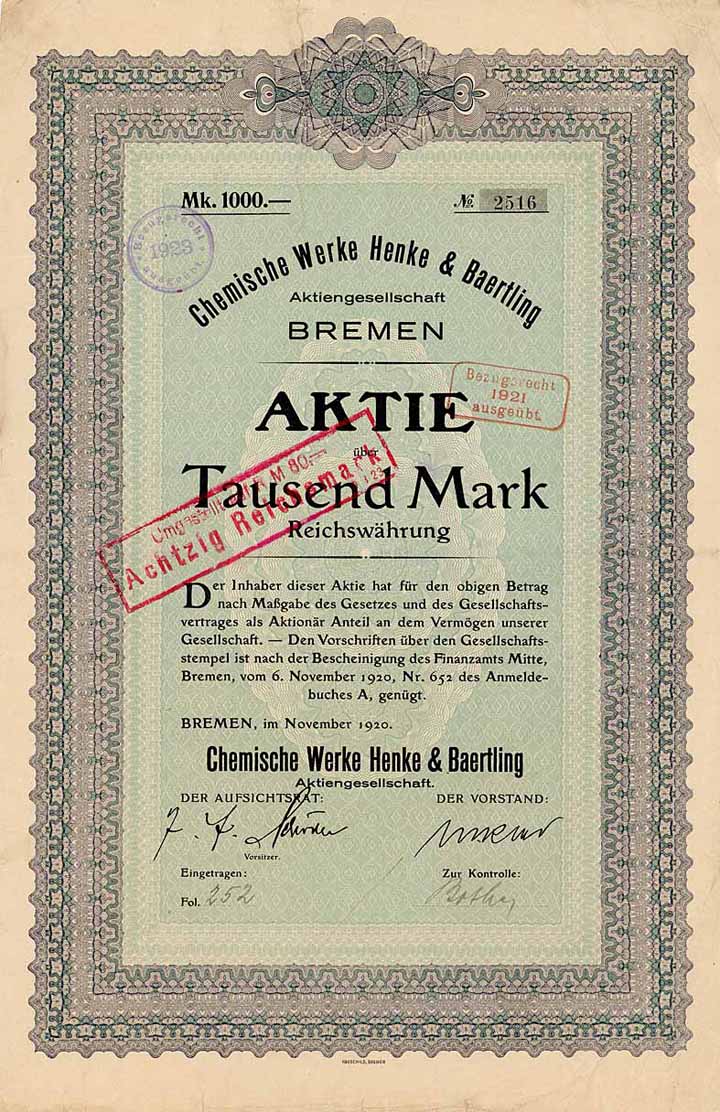 Mk. 1000.—
№ 2516
Bezugsrecht
1923
ausgeübt.
Chemische Werke Henke & Baertling
Aktiengesellschaft
BREMEN
Bezugsrecht
1921
ausgeübt.
AKTIE
über
Tausend Mark
Reichswährung
M 80.—
Achtzig Reichsmark
Der Inhaber dieser Aktie hat für den obigen Betrag
nach Maßgabe des Gesetzes und des Gesellschafts-
vertrages als Aktionär Anteil an dem Vermögen unserer
Gesellschaft. — Den Vorschriften über den Gesellschafts-
stempel ist nach der Bescheinigung des Finanzamts Mitte,
Bremen, vom 6. November 1920, Nr. 652 des Anmelde-
buches A, genügt.
BREMEN, im November 1920.
Chemische Werke Henke & Baertling
Aktiengesellschaft.
DER AUFSICHTSRAT:
DER VORSTAND:
Vorsitzer.
Eingetragen:
Zur Kontrolle:
Fol. 252